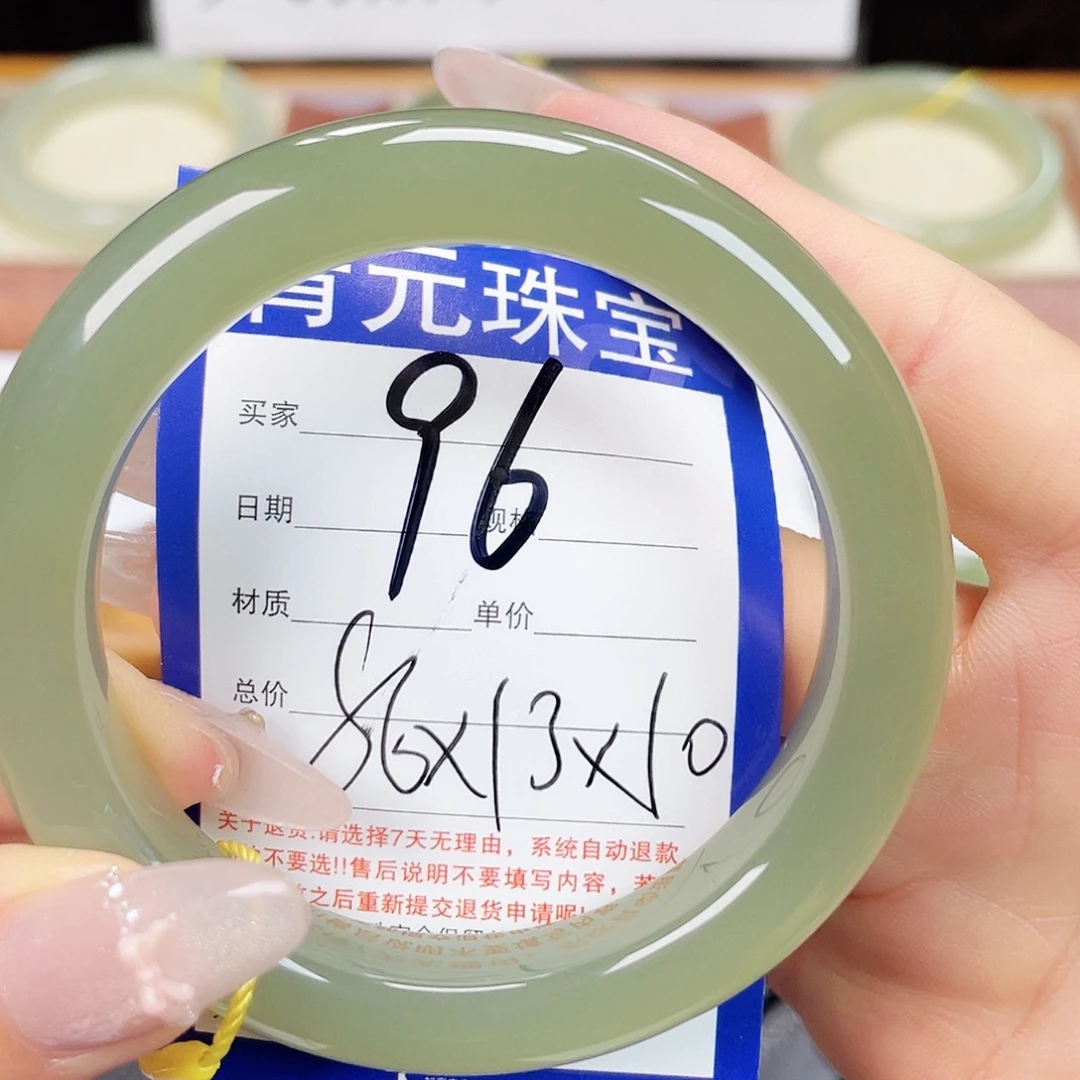 元珠宝
96
买家
日期 规格
材质 单价
总价
56x13x10
关于退货:请选择7天无理由，系统自动退款，
不要选!!售后说明不要填写内容，若
之后重新提交退货申请呢!